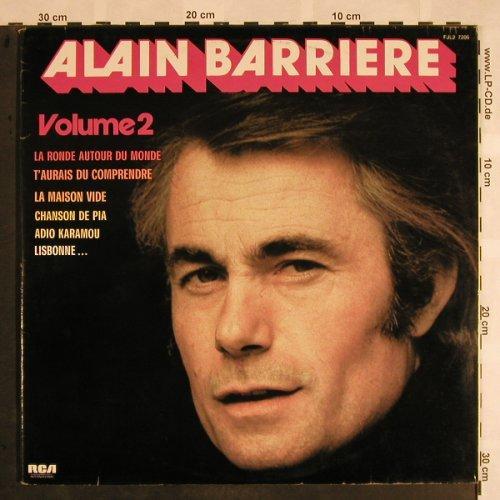 30 cm
20 cm
10 cm
FULD 7306
ALAIN BARRIERE
Volume 2
LA RONDE AUTOUR DU MONDE
T'AURAIS DU COMPRENDRE
LA MAISON VIDE
CHANSON DE PIA
ADIO KARAMOU
LISBONNE...
RCA
www.LP-CD.de
10 cm
20 cm
30 cm